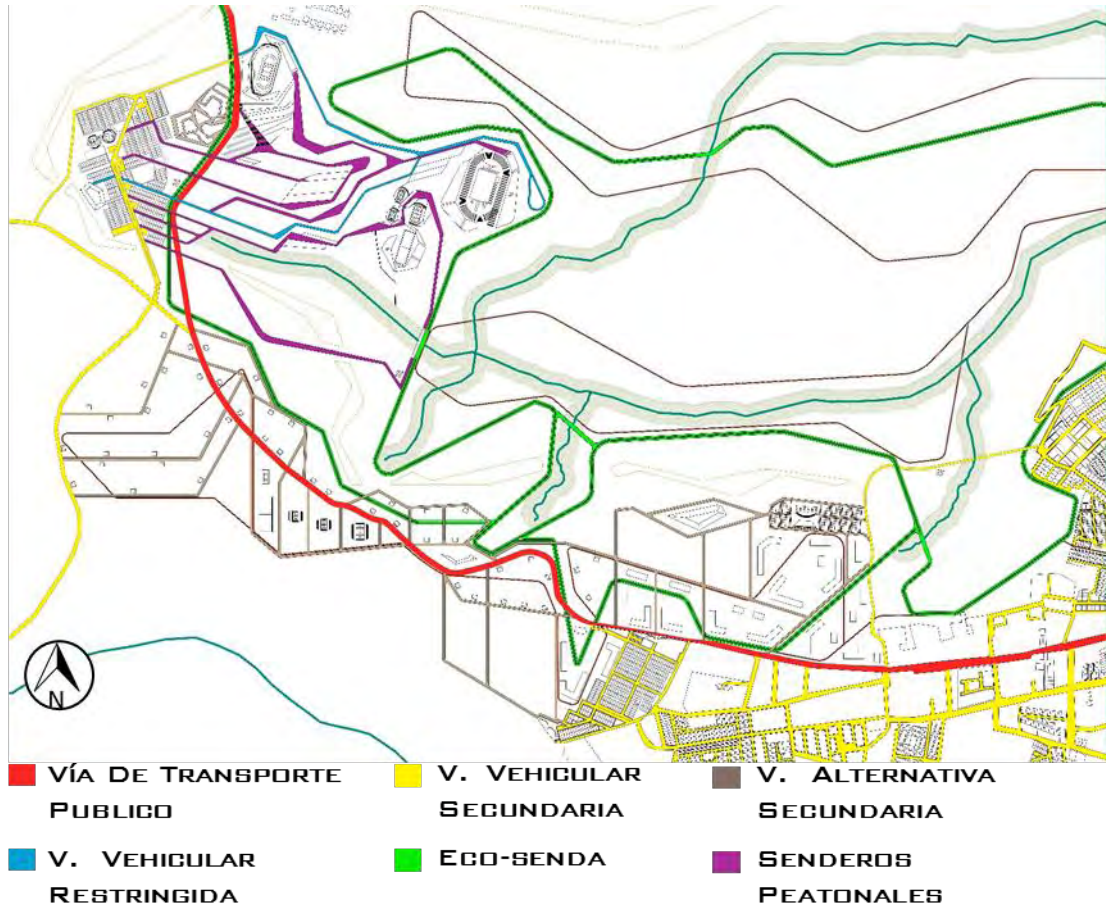 N
VÍA DE TRANSPORTE
PUBLICO
V. VEHICULAR
SECUNDARIA
V. ALTERNATIVA
SECUNDARIA
V. VEHICULAR
RESTRINGIDA
ECO-SENDA
SENDEROS
PEATONALES